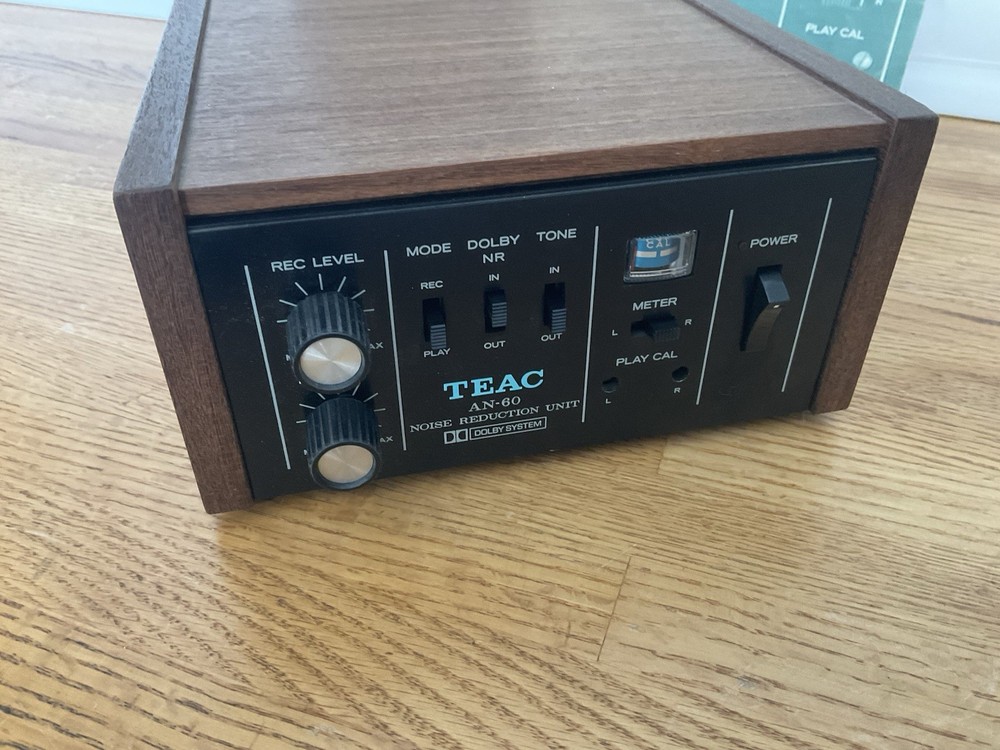 PLAY CAL
REC LEVEL
MODE
DOLBY NR
TONE
REC
IN
IN
PLAY
OUT
OUT
TEAC
AN-60
NOISE REDUCTION UNIT
DOLBY SYSTEM
CAL
METER
L
R
PLAY CAL
L
R
POWER